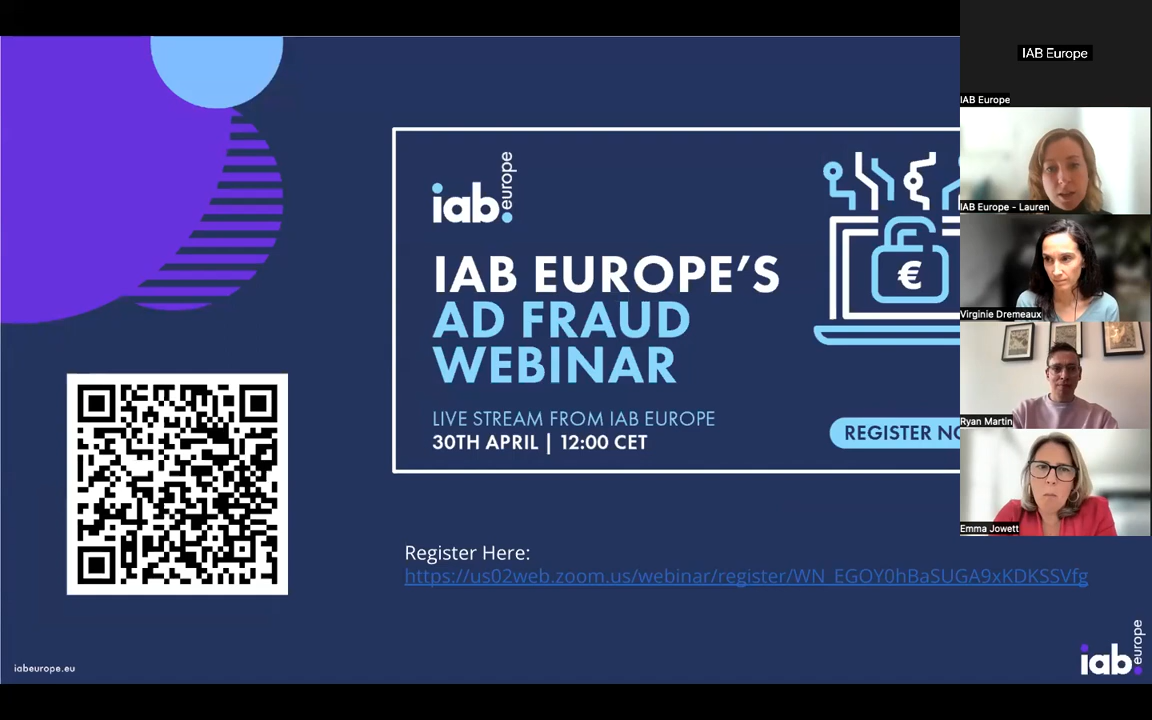 iab.
europe
IAB EUROPE'S
AD FRAUD
WEBINAR
LIVE STREAM FROM IAB EUROPE
30TH APRIL | 12:00 CET
€
REGISTER NO
Register Here:
https://us02web.zoom.us/webinar/register/WN_EGOY0hBaSUGA9xKDKSSVfg
iabeurope.eu
iab.
europe
IAB Europe
IAB Europe
IAB Europe - Lauren
Virginie Dremeaux
Ryan Martin
Emma Jowett